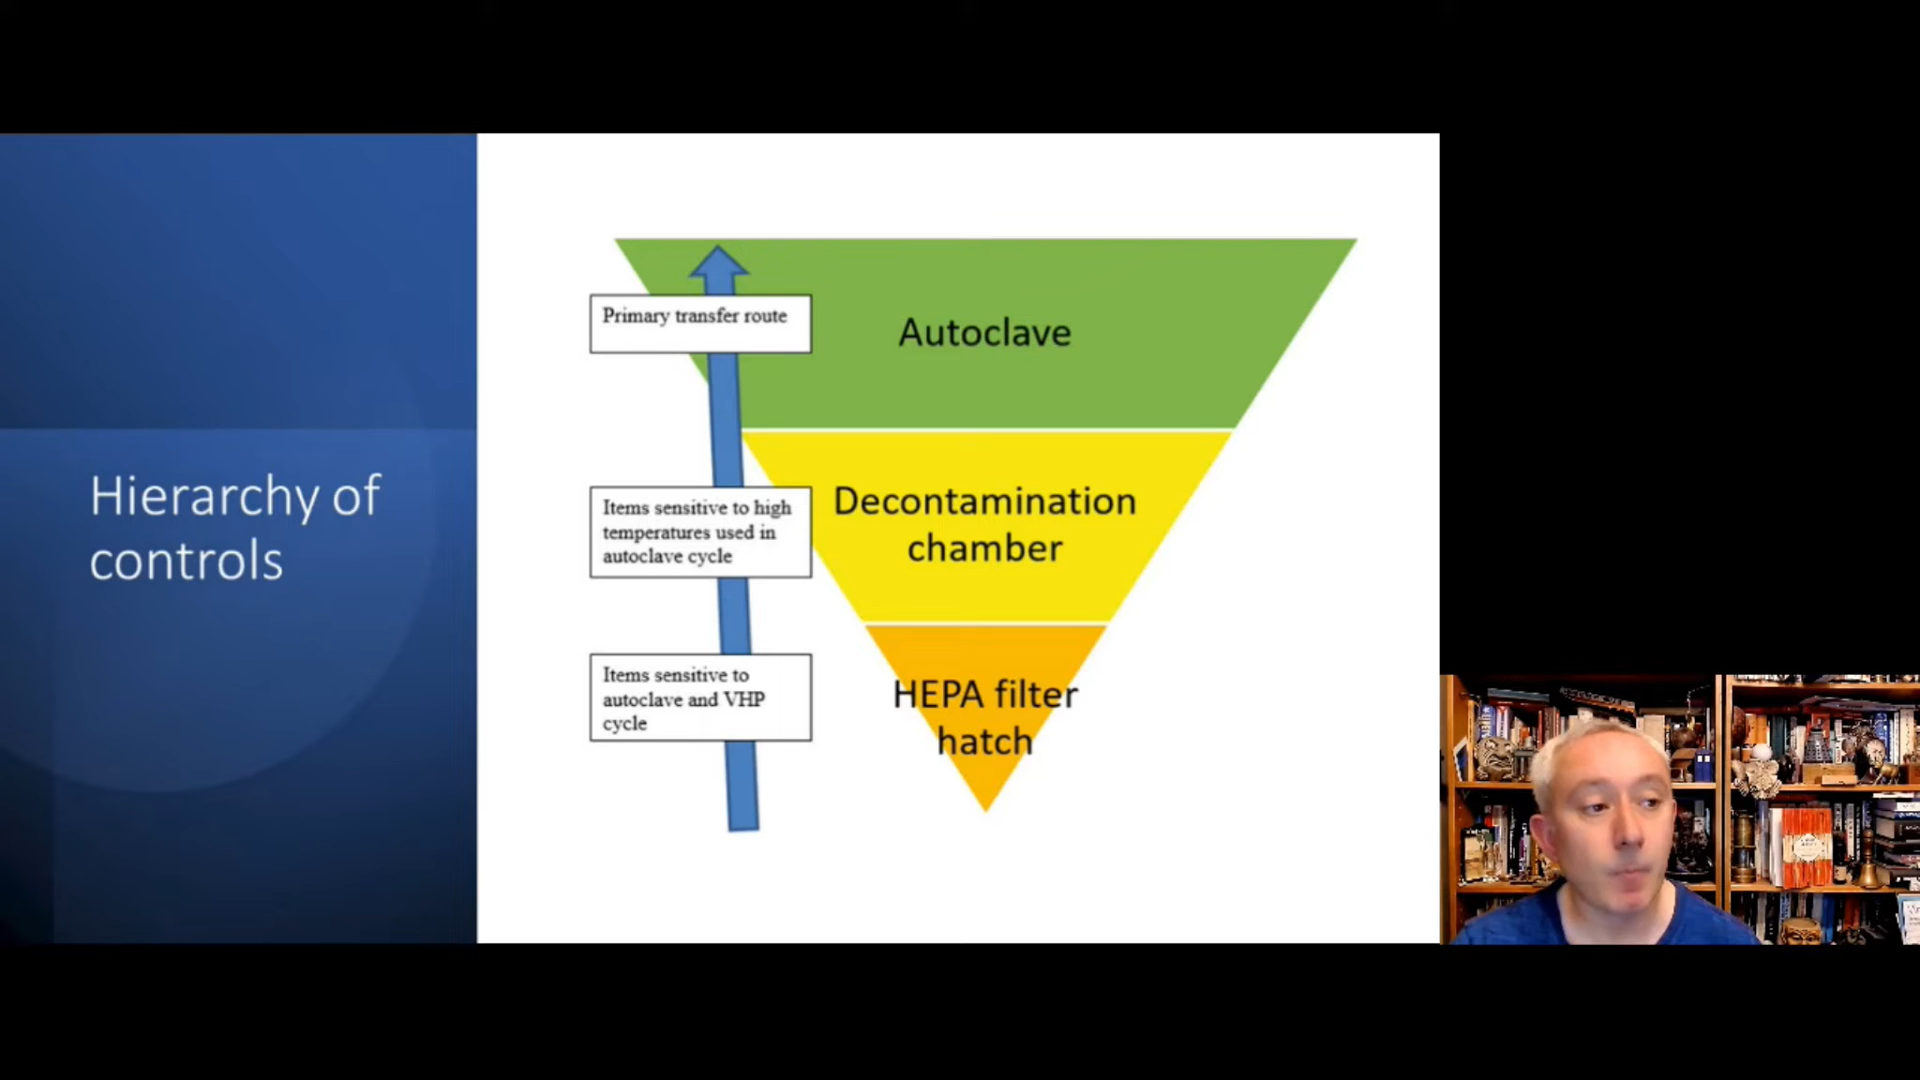 Hierarchy of
controls
Primary transfer route
Autoclave
Items sensitive to high
temperatures used in
autoclave cycle
Decontamination
chamber
Items sensitive to
autoclave and VHP
cycle
HEPA filter
hatch